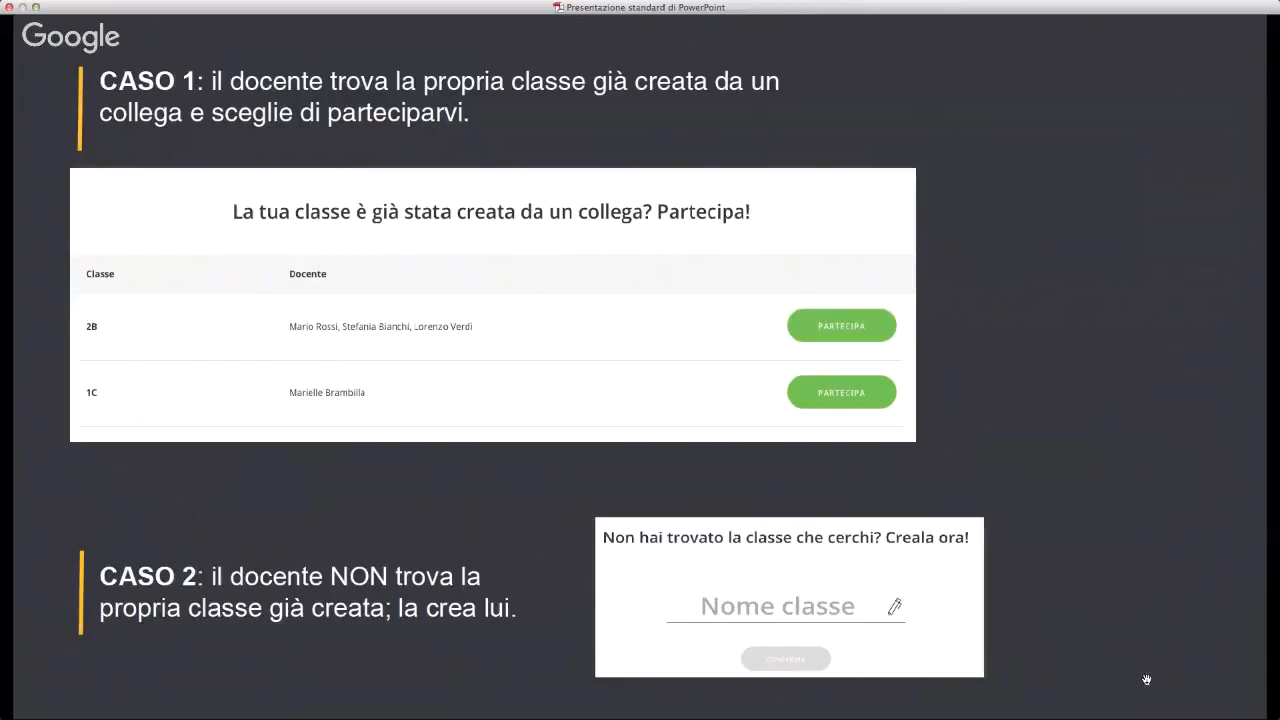 Presentazione standard di PowerPoint
Google
CASO 1: il docente trova la propria classe già creata da un
collega e sceglie di parteciparvi.
La tua classe è già stata creata da un collega? Partecipa!
Classe Docente
2B Mario Rossi, Stefania Bianchi, Lorenzo Verdi PARTECIPA
1C Marielle Brambilla PARTECIPA
Non hai trovato la classe che cerchi? Creala ora!
CASO 2: il docente NON trova la
propria classe già creata; la crea lui.
Nome classe
CONFERMA